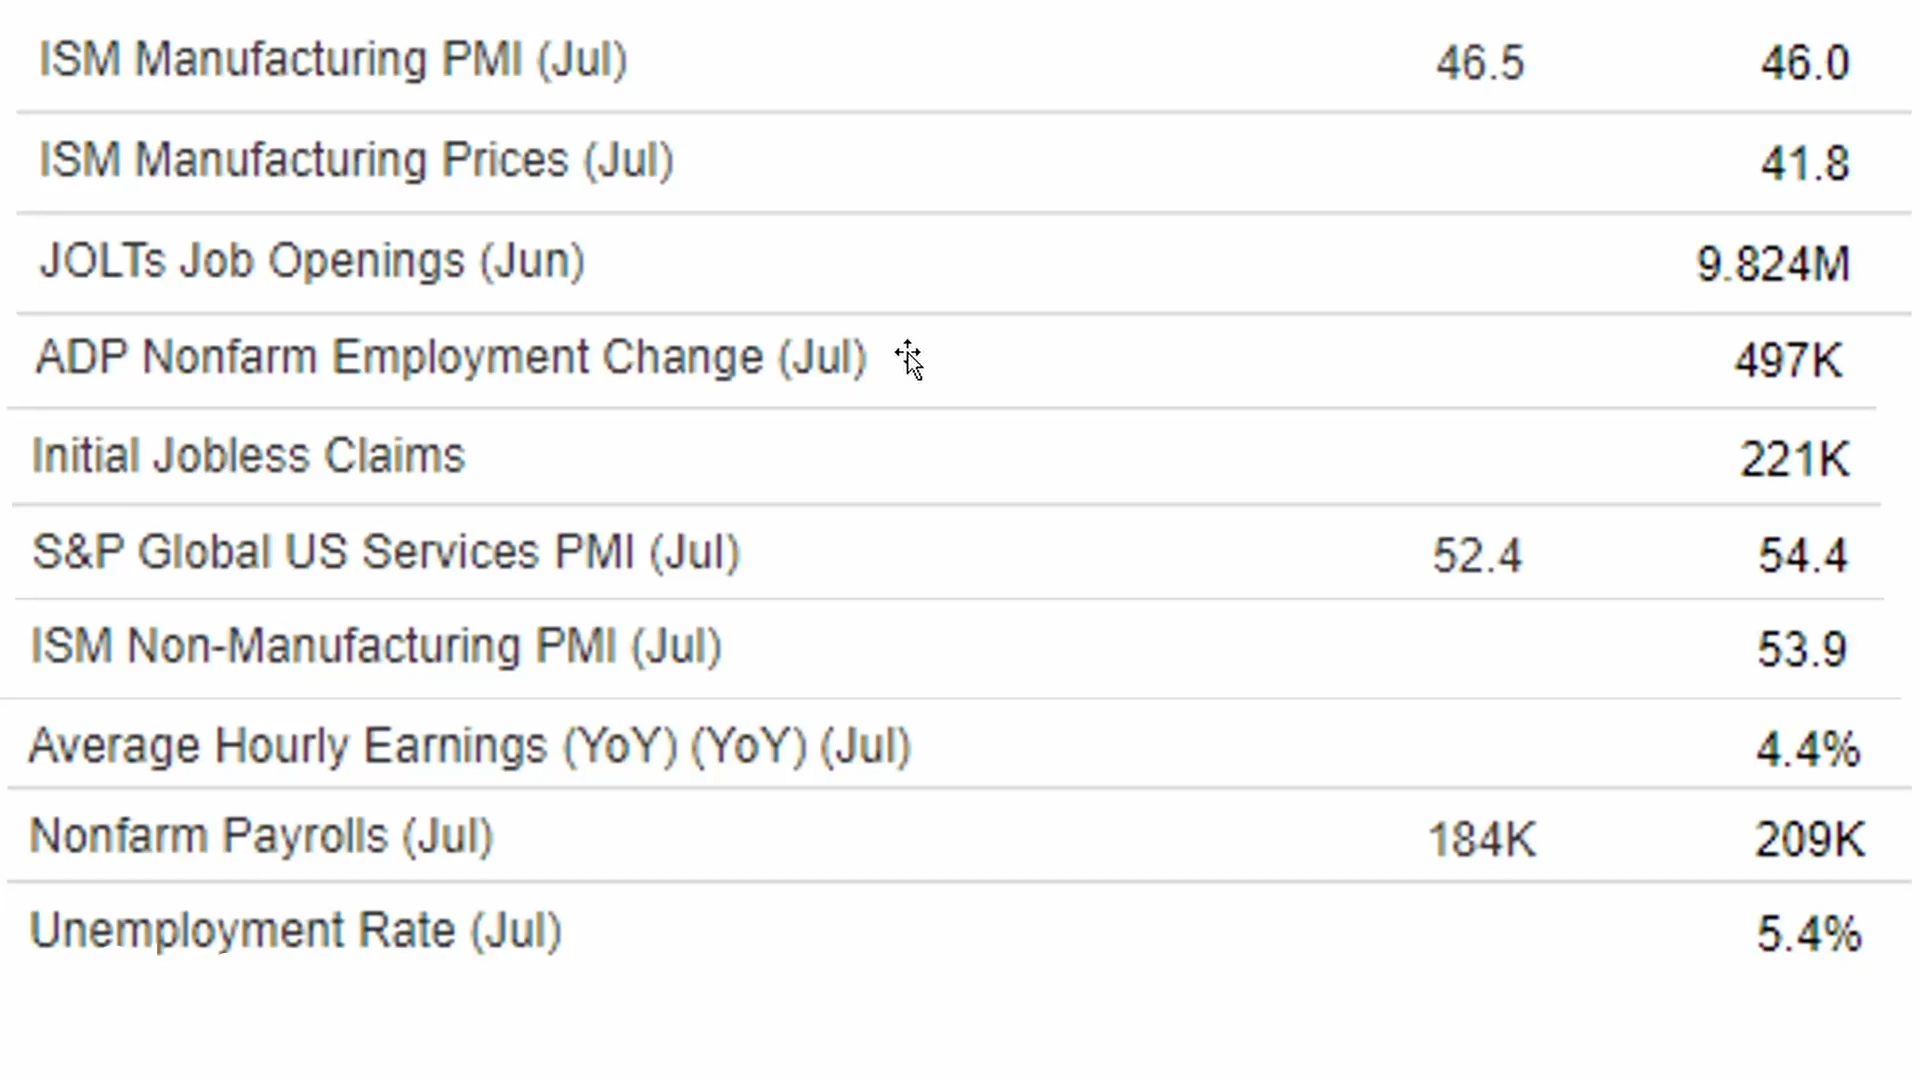 ISM Manufacturing PMI (Jul) 46.5 46.0
ISM Manufacturing Prices (Jul) 41.8
JOLTs Job Openings (Jun) 9.824M
ADP Nonfarm Employment Change (Jul) 497K
Initial Jobless Claims 221K
S&P Global US Services PMI (Jul) 52.4 54.4
ISM Non-Manufacturing PMI (Jul) 53.9
Average Hourly Earnings (YoY) (YoY) (Jul) 4.4%
Nonfarm Payrolls (Jul) 184K 209K
Unemployment Rate (Jul) 5.4%